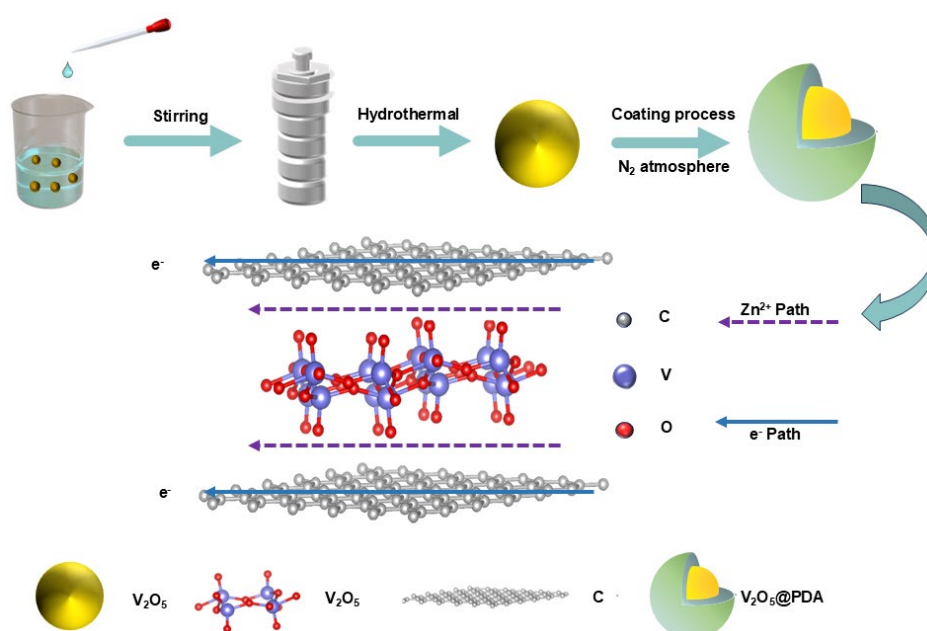 Stirring
Hydrothermal
Coating process
N₂ atmosphere
e⁻
Zn²⁺ Path
C
V
O
e⁻ Path
e⁻
V₂O₅
V₂O₅
C
V₂O₅@PDA